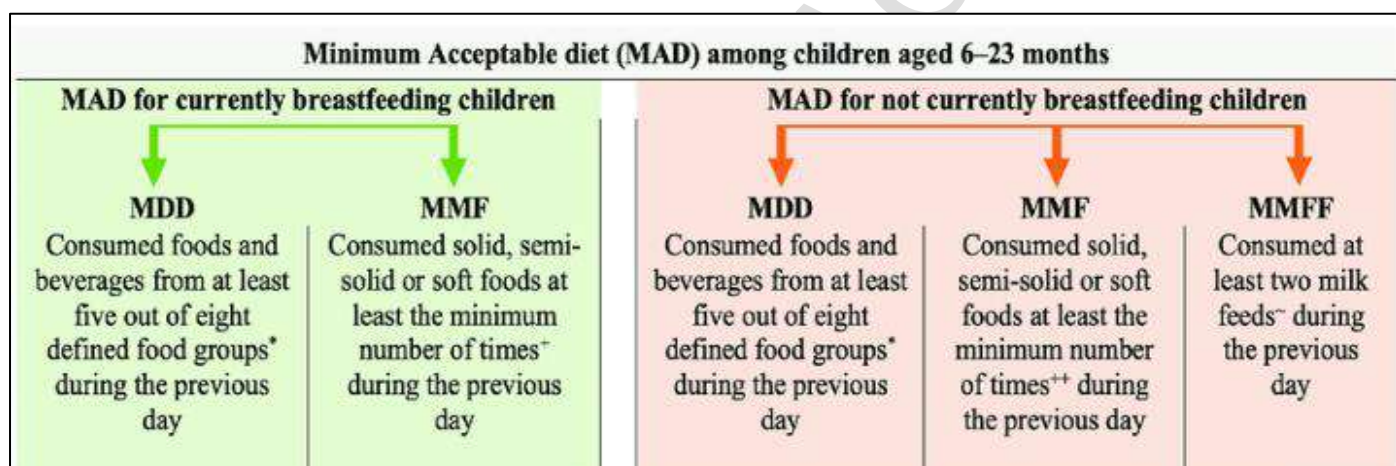 Minimum Acceptable diet (MAD) among children aged 6–23 months
MAD for currently breastfeeding children
MDD
Consumed foods and
beverages from at least
five out of eight
defined food groups*
during the previous
day
MMF
Consumed solid, semi-
solid or soft foods at
least the minimum
number of times+
during the previous
day
MAD for not currently breastfeeding children
MDD
Consumed foods and
beverages from at least
five out of eight
defined food groups*
during the previous
day
MMF
Consumed solid,
semi-solid or soft
foods at least the
minimum number
of times++ during
the previous day
MMFF
Consumed at
least two milk
feeds~ during
the previous
day